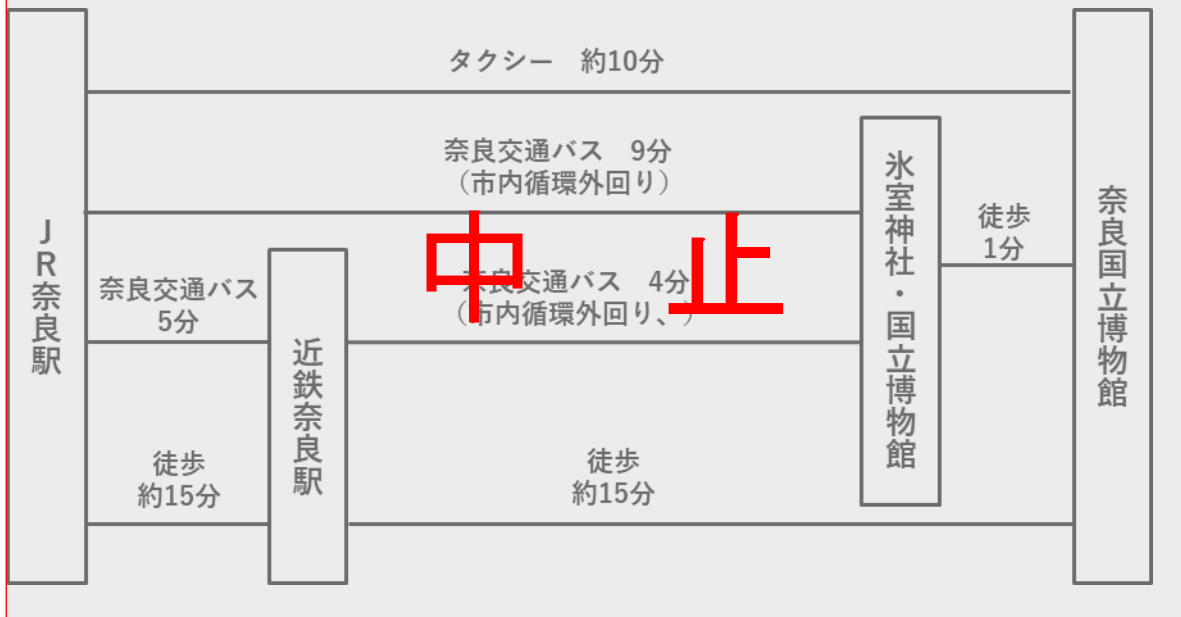 タクシー　約10分
奈良交通バス　9分
（市内循環外回り）
中止
奈良交通バス　4分
（市内循環外回り、）
奈良交通バス
5分
徒歩
約15分
徒歩
約15分
徒歩
1分
JR奈良駅
近鉄奈良駅
氷室神社・国立博物館
奈良国立博物館